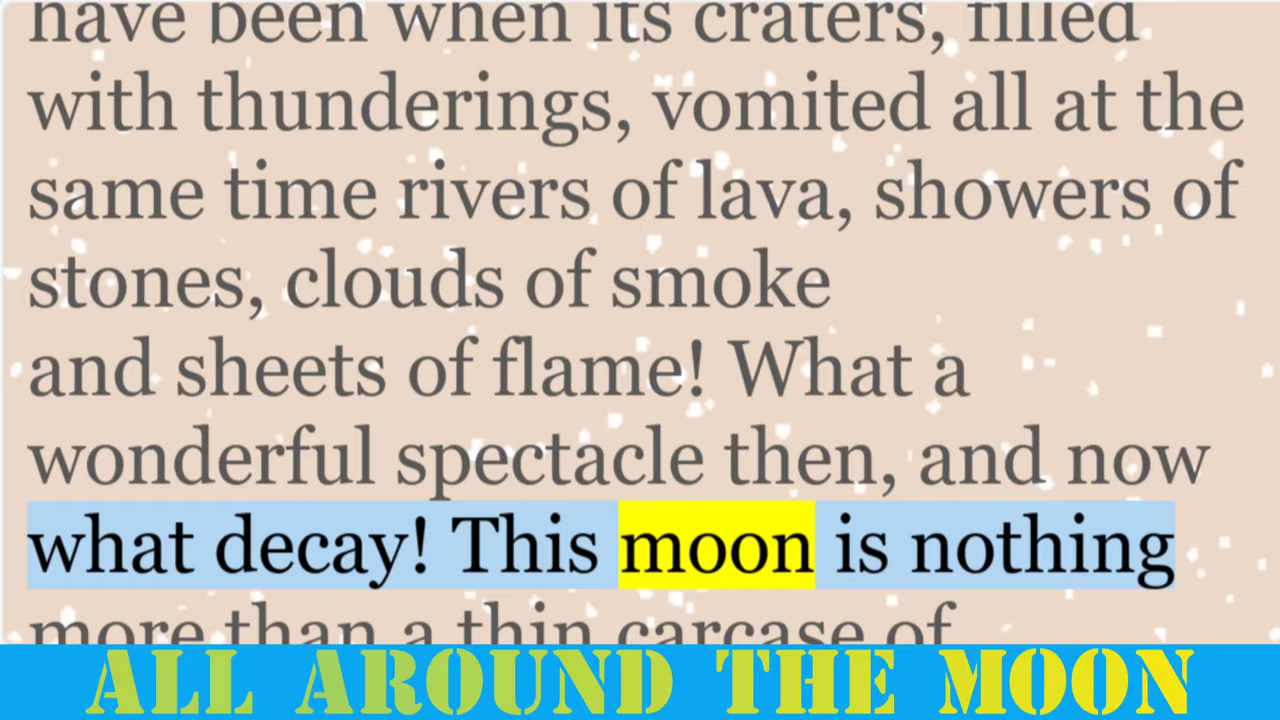 have been when its craters, filled
with thunderings, vomited all at the
same time rivers of lava, showers of
stones, clouds of smoke
and sheets of flame! What a
wonderful spectacle then, and now
what decay! This moon is nothing
more than a thin carcase of
ALL AROUND THE MOON